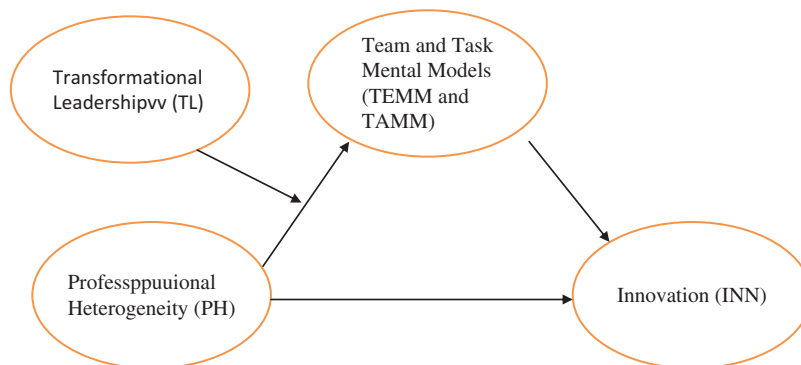 Transformational
Leadershipvv (TL)
Team and Task
Mental Models
(TEMM and
TAMM)
Professppuuional
Heterogeneity (PH)
Innovation (INN)